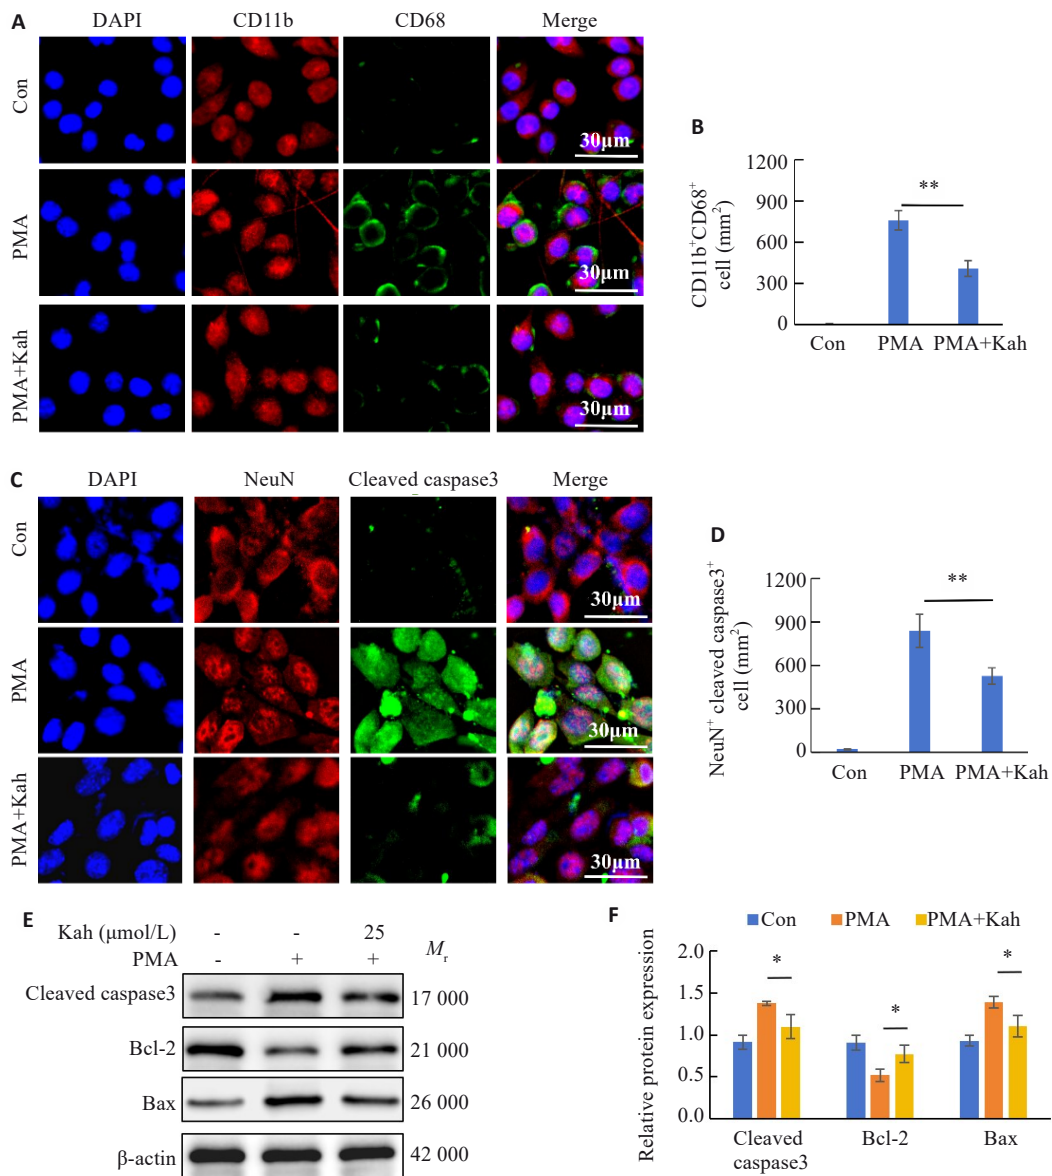 A
DAPI CD11b CD68 Merge
Con
30μm
PMA
30μm
PMA+Kah
30μm
B
CD11b+CD68+
cell (mm²)
1200
900
600
300
0
**
Con PMA PMA+Kah
C
DAPI NeuN Cleaved caspase3 Merge
Con
30μm
PMA
30μm
PMA+Kah
30μm
D
NeuN+ cleaved caspase3+
cell (mm²)
1200
900
600
300
0
**
Con PMA PMA+Kah
E
Kah (μmol/L) - - 25
PMA - + + Mr
Cleaved caspase3 17 000
Bcl-2 21 000
Bax 26 000
β-actin 42 000
F
Con PMA PMA+Kah
Relative protein expression
2.0
1.5
1.0
0.5
0.0
* * *
Cleaved caspase3 Bcl-2 Bax